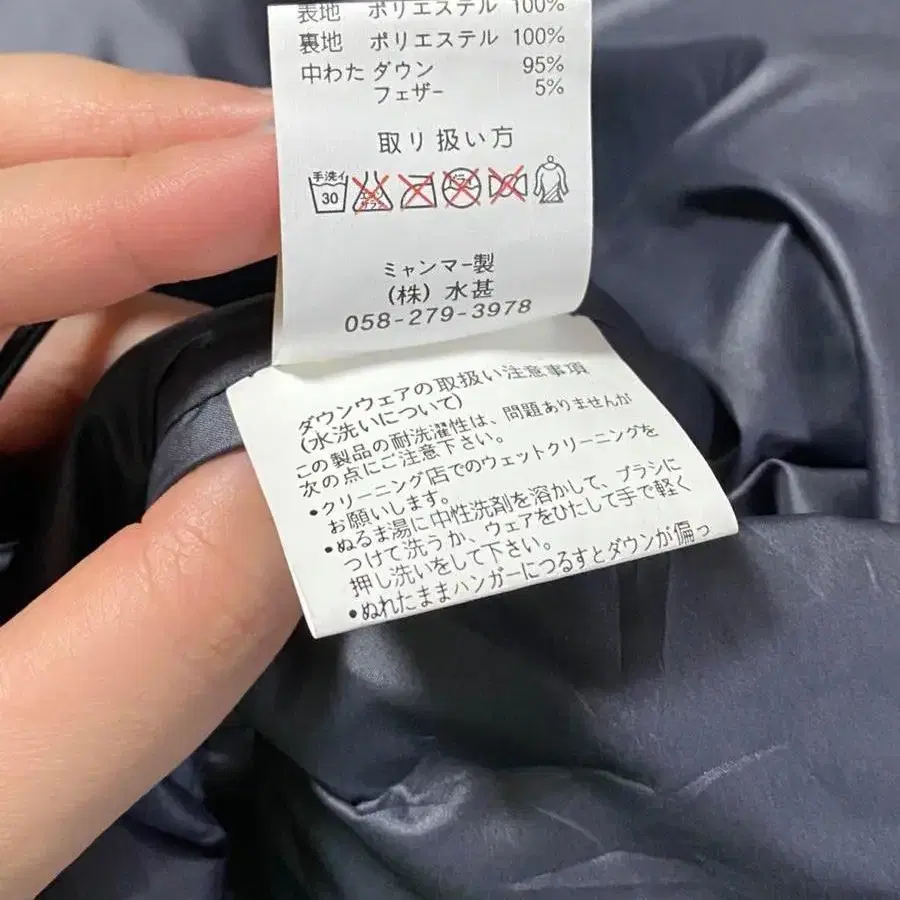 表地 ポリエステル 100%
裏地 ポリエステル 100%
中わた ダウン 95%
フェザー 5%
取り扱い方
手洗イ
30
エンソ
サラシ
ドライ
ミャンマー製
(株) 水甚
058-279-3978
ダウンウェアの取扱い注意事項
(水洗いについて)
この製品の耐洗濯性は、問題ありませんが
次の点にご注意下さい。
•クリーニング店でのウェットクリーニングを
お願いします。
•ぬるま湯に中性洗剤を溶かして、ブラシに
つけて洗うか、ウェアをひたして手で軽く
押し洗いをして下さい。
•ぬれたままハンガーにつるすとダウンが偏っ